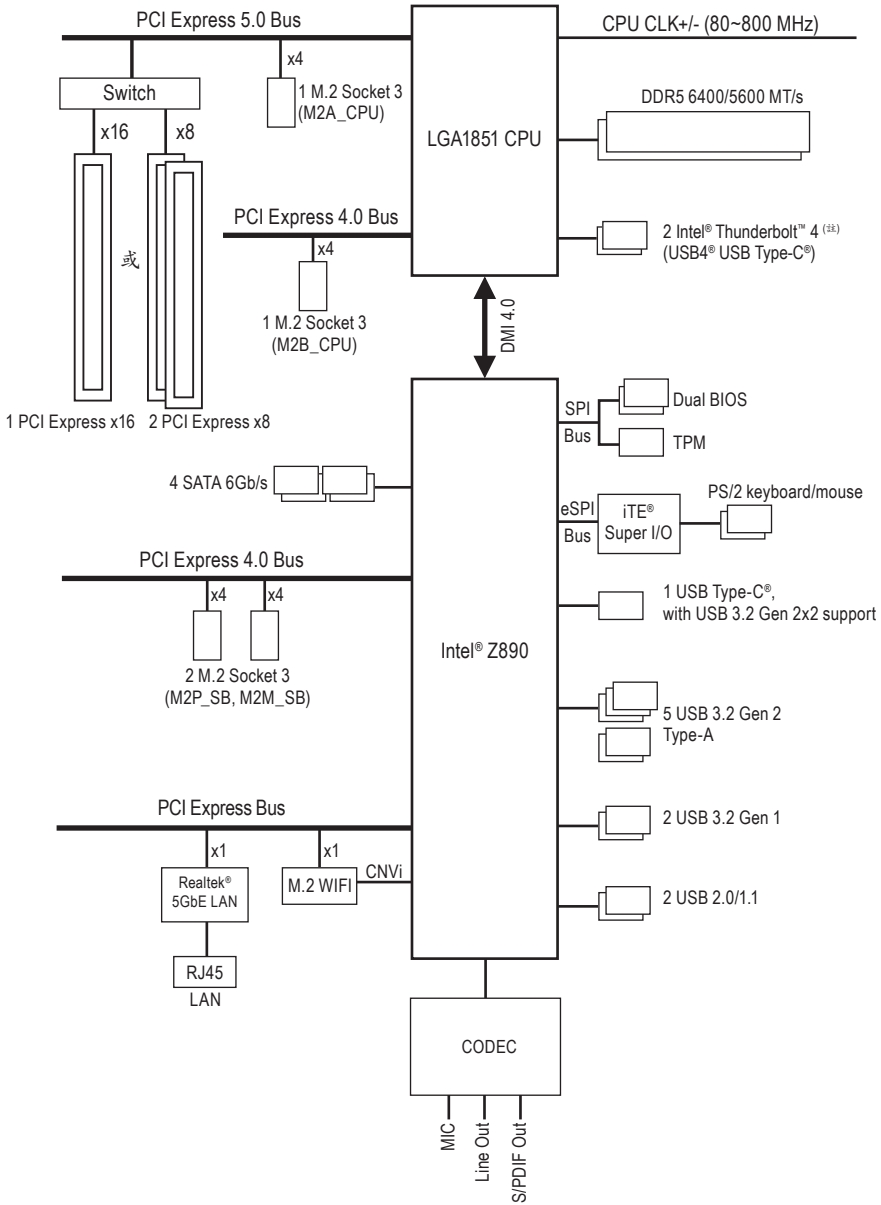 PCI Express 5.0 Bus
CPU CLK+/- (80~800 MHz)
x4
Switch
1 M.2 Socket 3
(M2A_CPU)
DDR5 6400/5600 MT/s
x16
x8
LGA1851 CPU
PCI Express 4.0 Bus
x4
或
2 Intel® Thunderbolt™ 4 (註)
(USB4® USB Type-C®)
1 M.2 Socket 3
(M2B_CPU)
DMI 4.0
1 PCI Express x16
2 PCI Express x8
SPI
Bus
Dual BIOS
TPM
4 SATA 6Gb/s
eSPI
Bus
iTE®
Super I/O
PS/2 keyboard/mouse
PCI Express 4.0 Bus
x4
x4
1 USB Type-C®,
with USB 3.2 Gen 2x2 support
Intel® Z890
2 M.2 Socket 3
(M2P_SB, M2M_SB)
5 USB 3.2 Gen 2
Type-A
PCI Express Bus
2 USB 3.2 Gen 1
x1
x1
Realtek®
5GbE LAN
M.2 WIFI
CNVi
2 USB 2.0/1.1
RJ45
LAN
CODEC
MIC
Line Out
S/PDIF Out